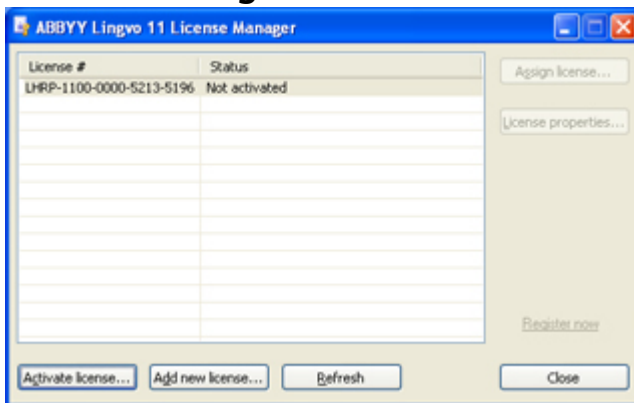 ABBYY Lingvo 11 License Manager
License # Status
LHRP-1100-0000-5213-5196 Not activated
Assign license...
License properties...
Register now
Activate license... Add new license... Refresh Close